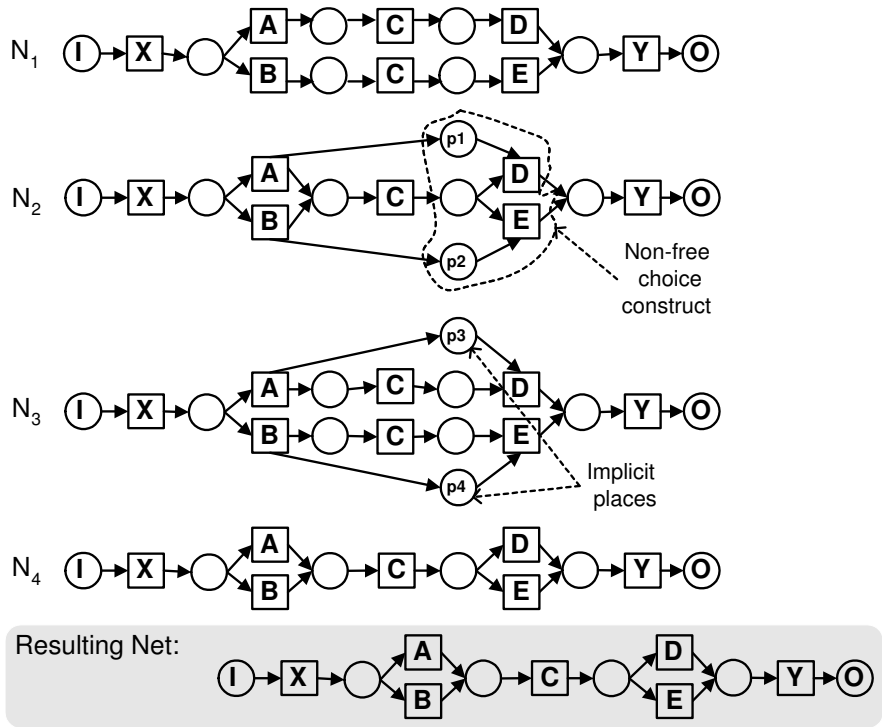 N1
I X A C D B C E Y O
N2
I X A B C p1 p2 D E Y O
Non-free
choice
construct
N3
I X A C D B C E p3 p4 Y O
Implicit
places
N4
I X A B C D E Y O
Resulting Net:
I X A B C D E Y O